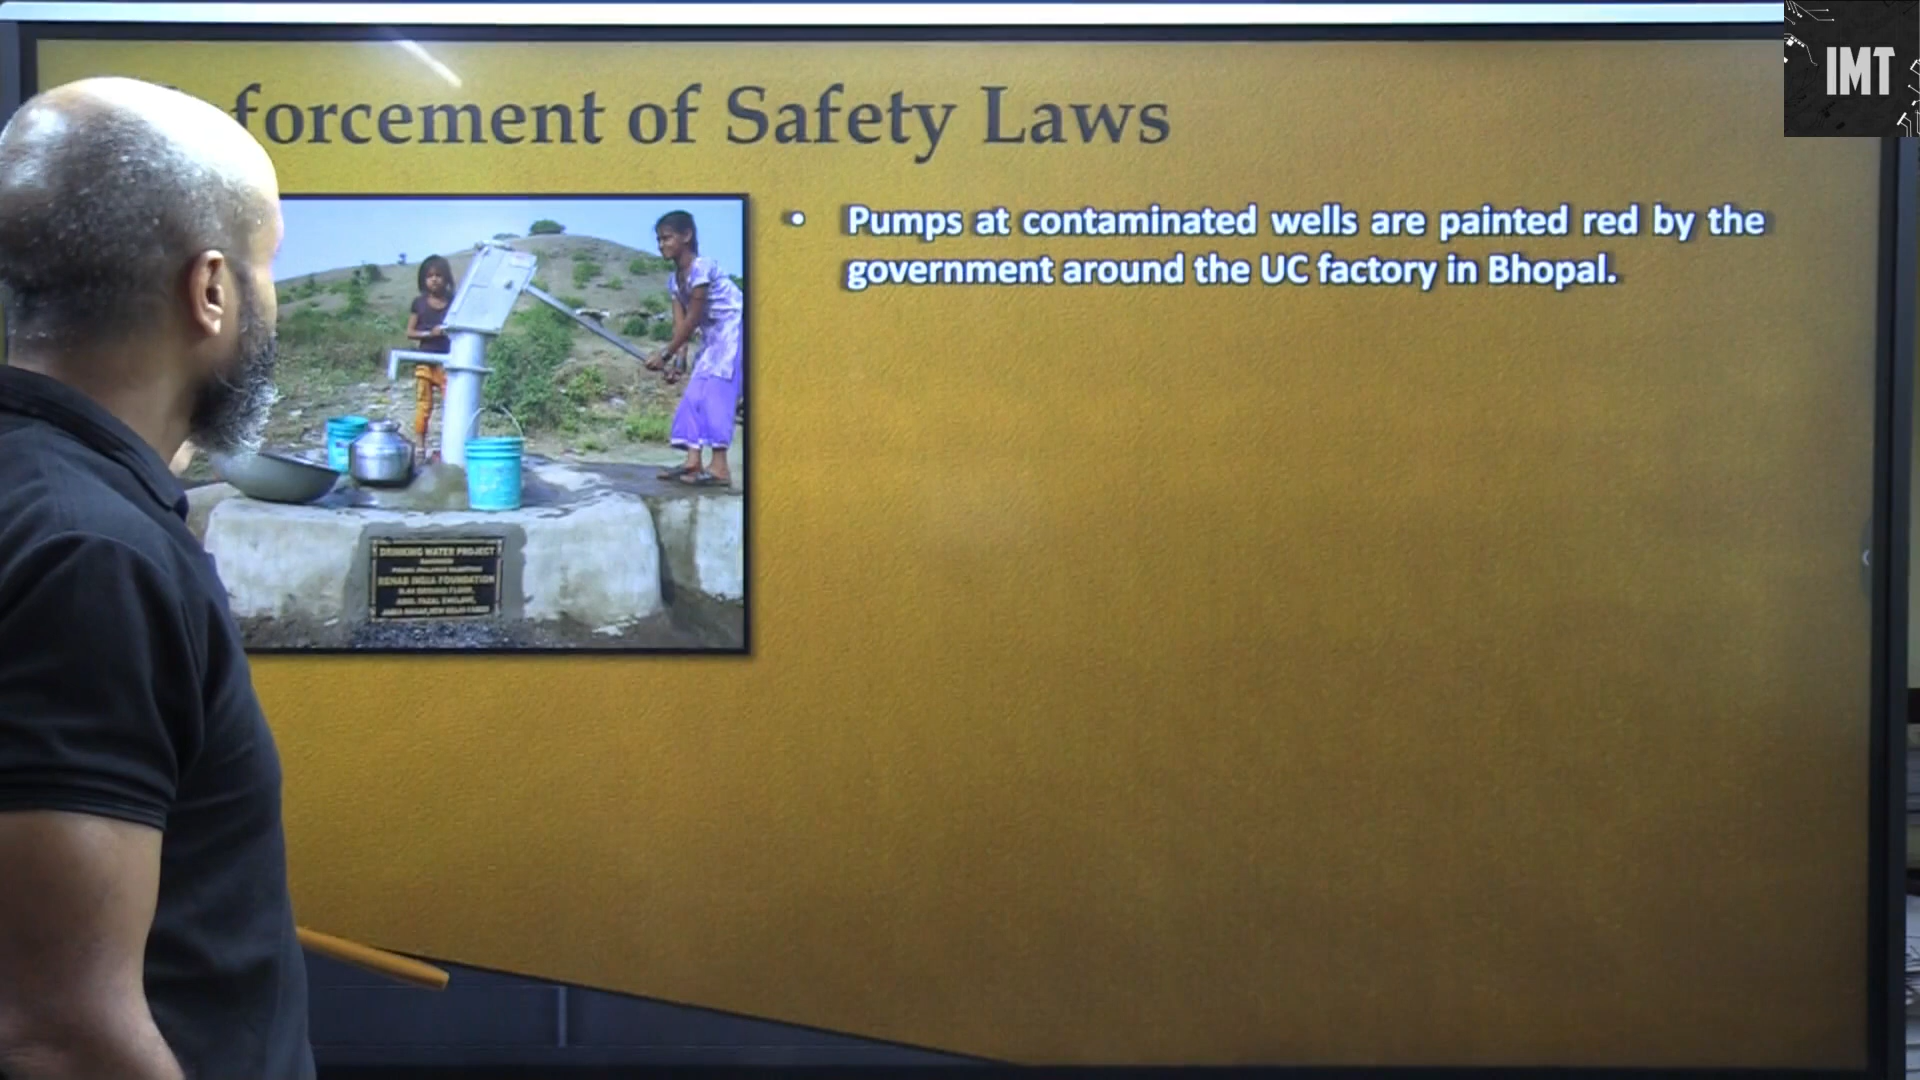 IMT
forcement of Safety Laws
• Pumps at contaminated wells are painted red by the
government around the UC factory in Bhopal.
DRINKING WATER PROJECT
REHAB INDIA FOUNDATION